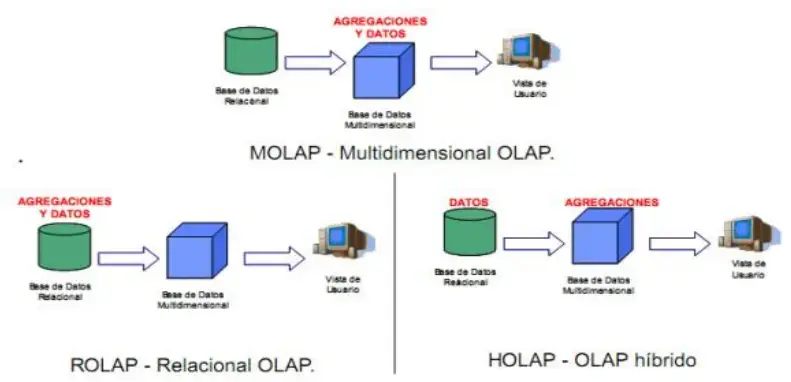 AGREGACIONES
Y DATOS
Base de Datos
Relacional
Base de Datos
Multidimensional
Vista de
Usuario
MOLAP - Multidimensional OLAP.
AGREGACIONES
Y DATOS
Base de Datos
Relacional
Base de Datos
Multidimensional
Vista de
Usuario
ROLAP - Relacional OLAP.
DATOS
AGREGACIONES
Base de Datos
Relacional
Base de Datos
Multidimensional
Vista de
Usuario
HOLAP - OLAP híbrido